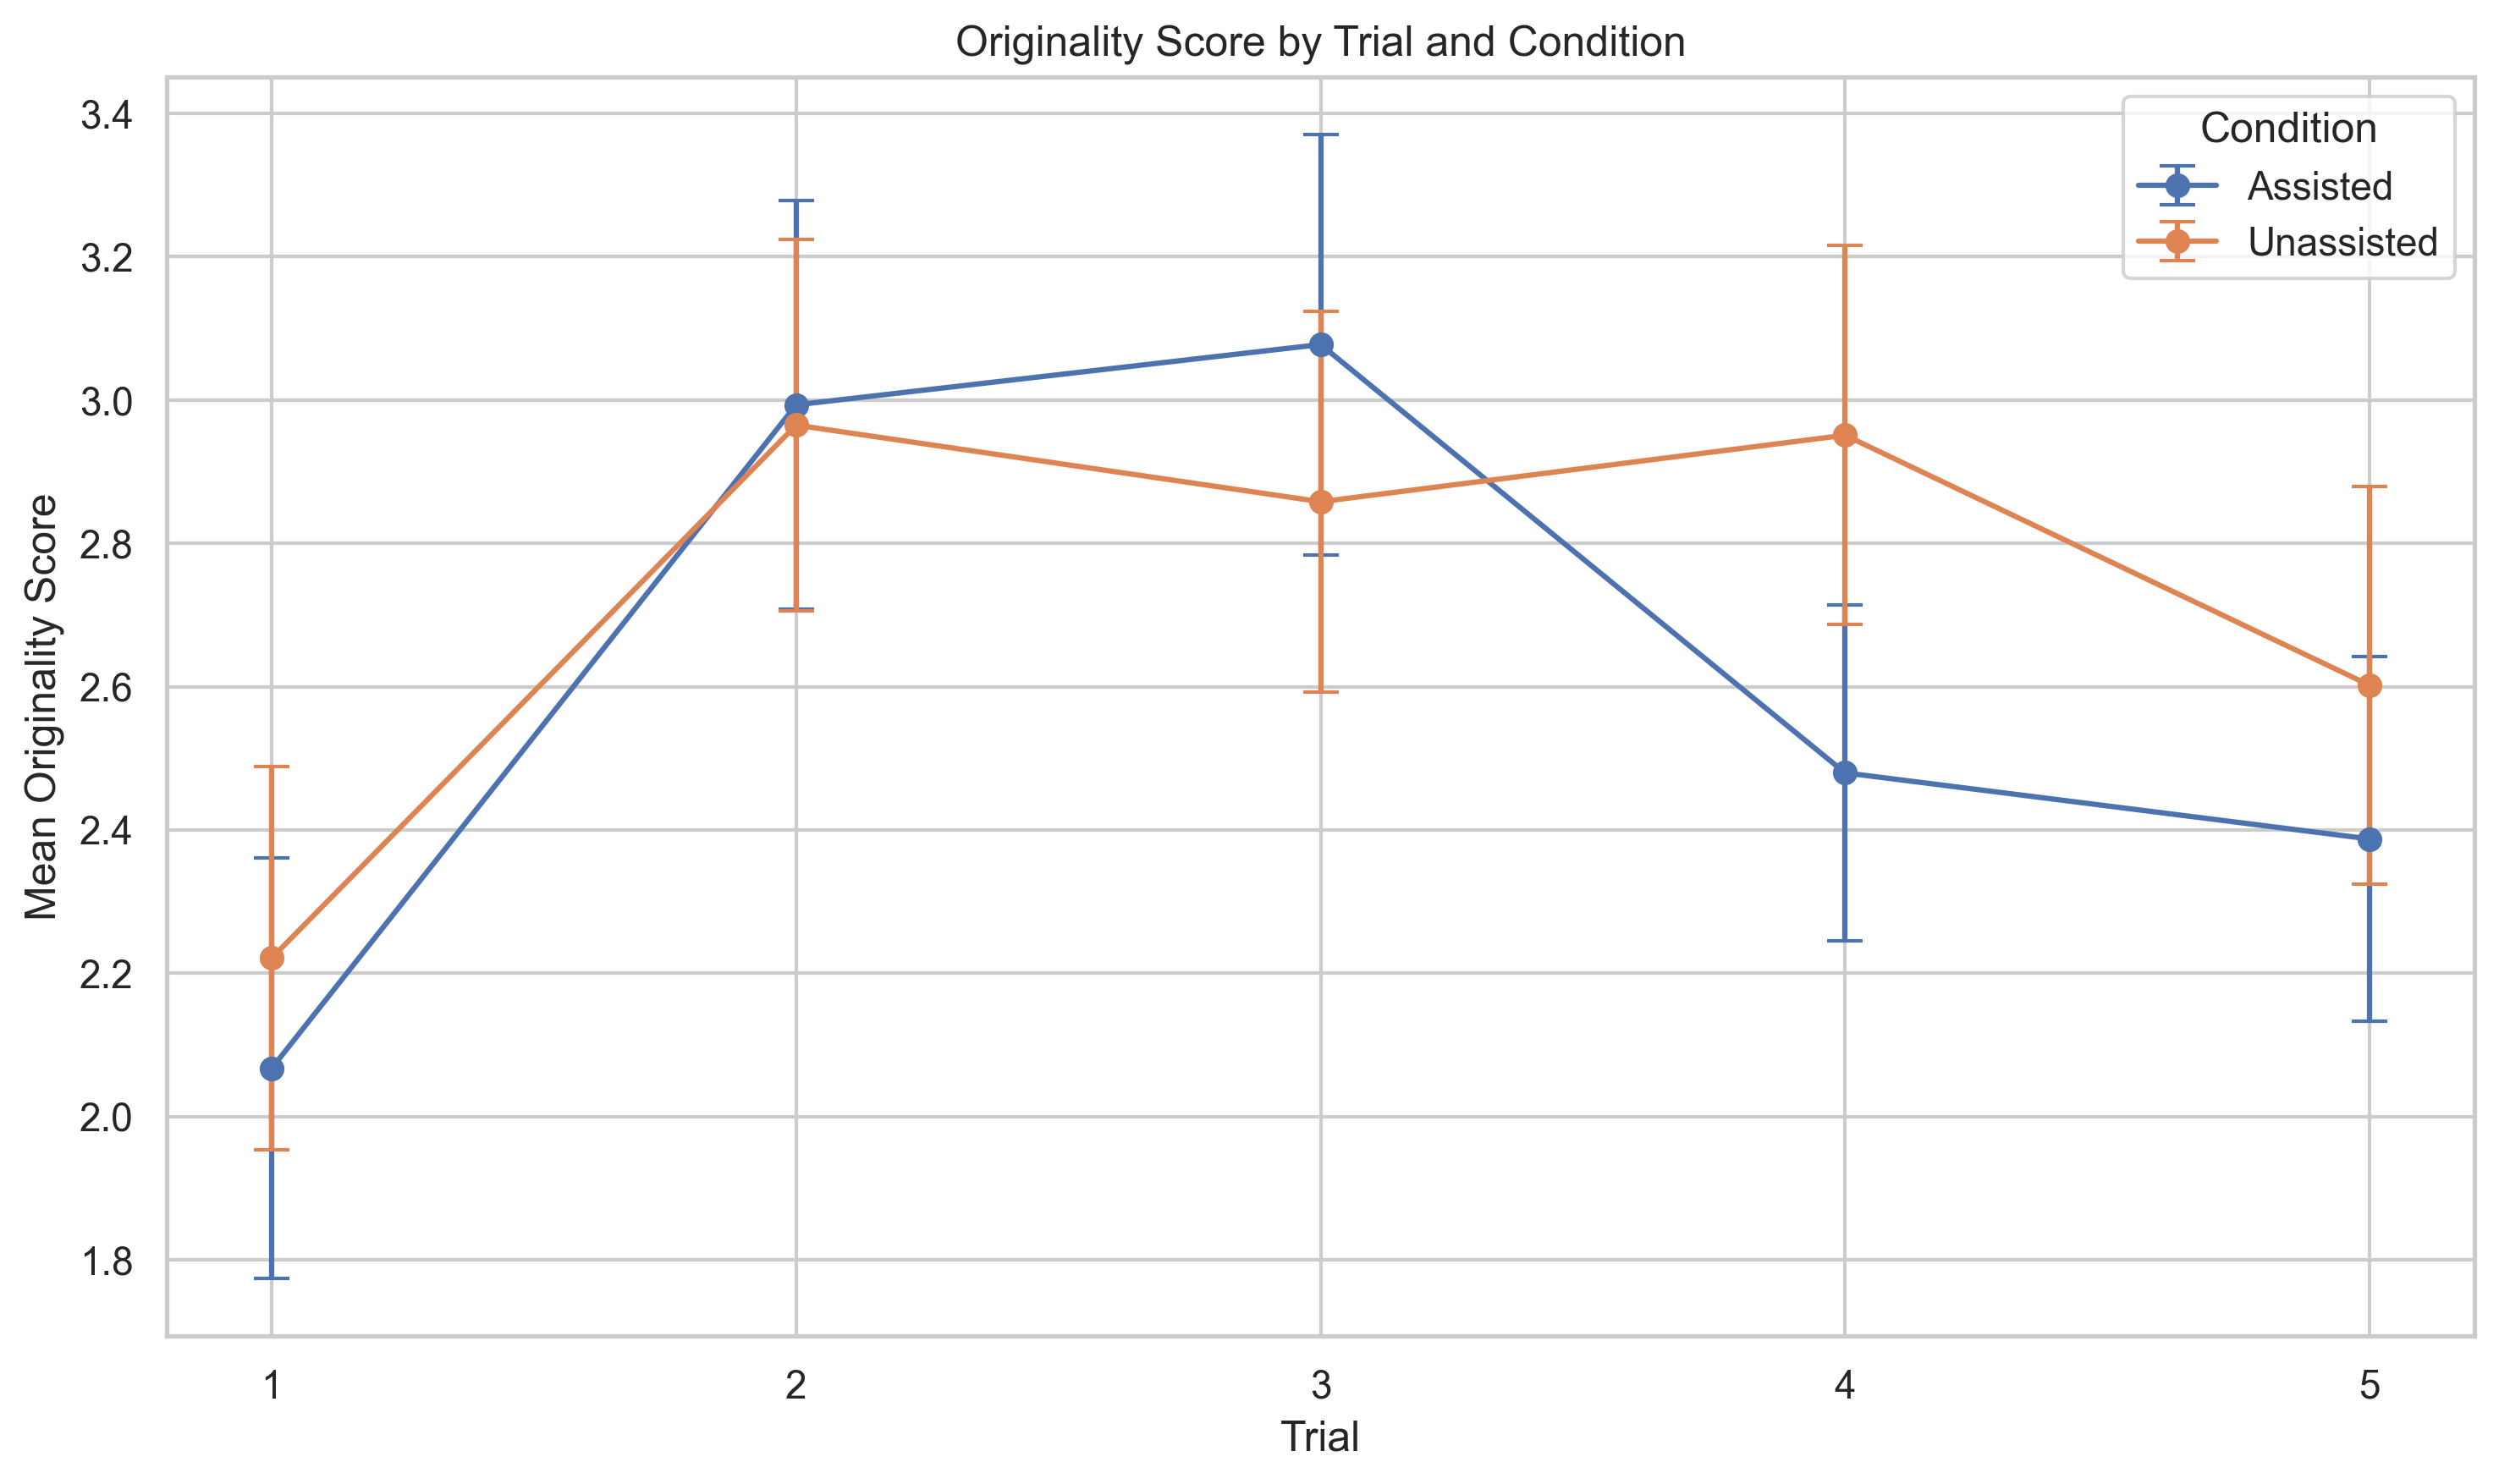 Originality Score by Trial and Condition
3.4
3.2
3.0
2.8
2.6
2.4
2.2
2.0
1.8
Mean Originality Score
Condition
Assisted
Unassisted
1 2 3 4 5
Trial